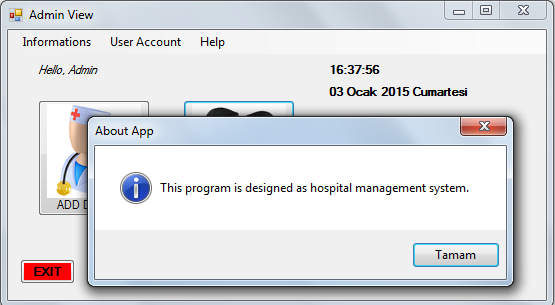 Admin View
Informations User Account Help
Hello, Admin
16:37:56
03 Ocak 2015 Cumartesi
About App
This program is designed as hospital management system.
ADD
Tamam
EXIT